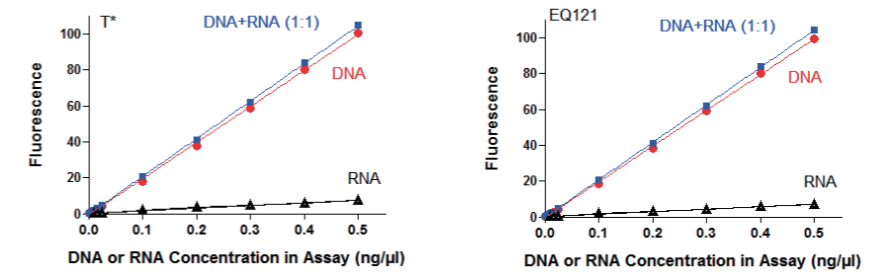 T*
DNA+RNA (1:1)
DNA
RNA
Fluorescence
100
80
60
40
20
0
0.0 0.1 0.2 0.3 0.4 0.5
DNA or RNA Concentration in Assay (ng/µl)
EQ121
DNA+RNA (1:1)
DNA
RNA
Fluorescence
100
80
60
40
20
0
0.0 0.1 0.2 0.3 0.4 0.5
DNA or RNA Concentration in Assay (ng/µl)